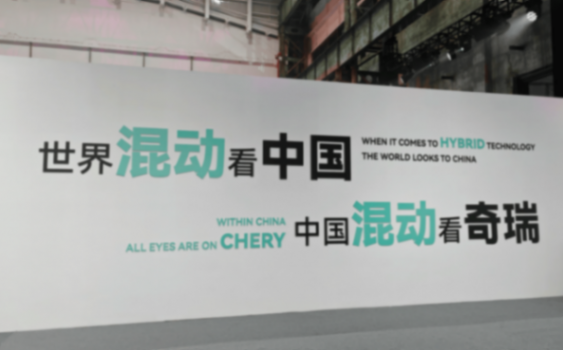 世界混动看中国
WHEN IT COMES TO HYBRID TECHNOLOGY
THE WORLD LOOKS TO CHINA
WITHIN CHINA
ALL EYES ARE ON CHERY
中国混动看奇瑞